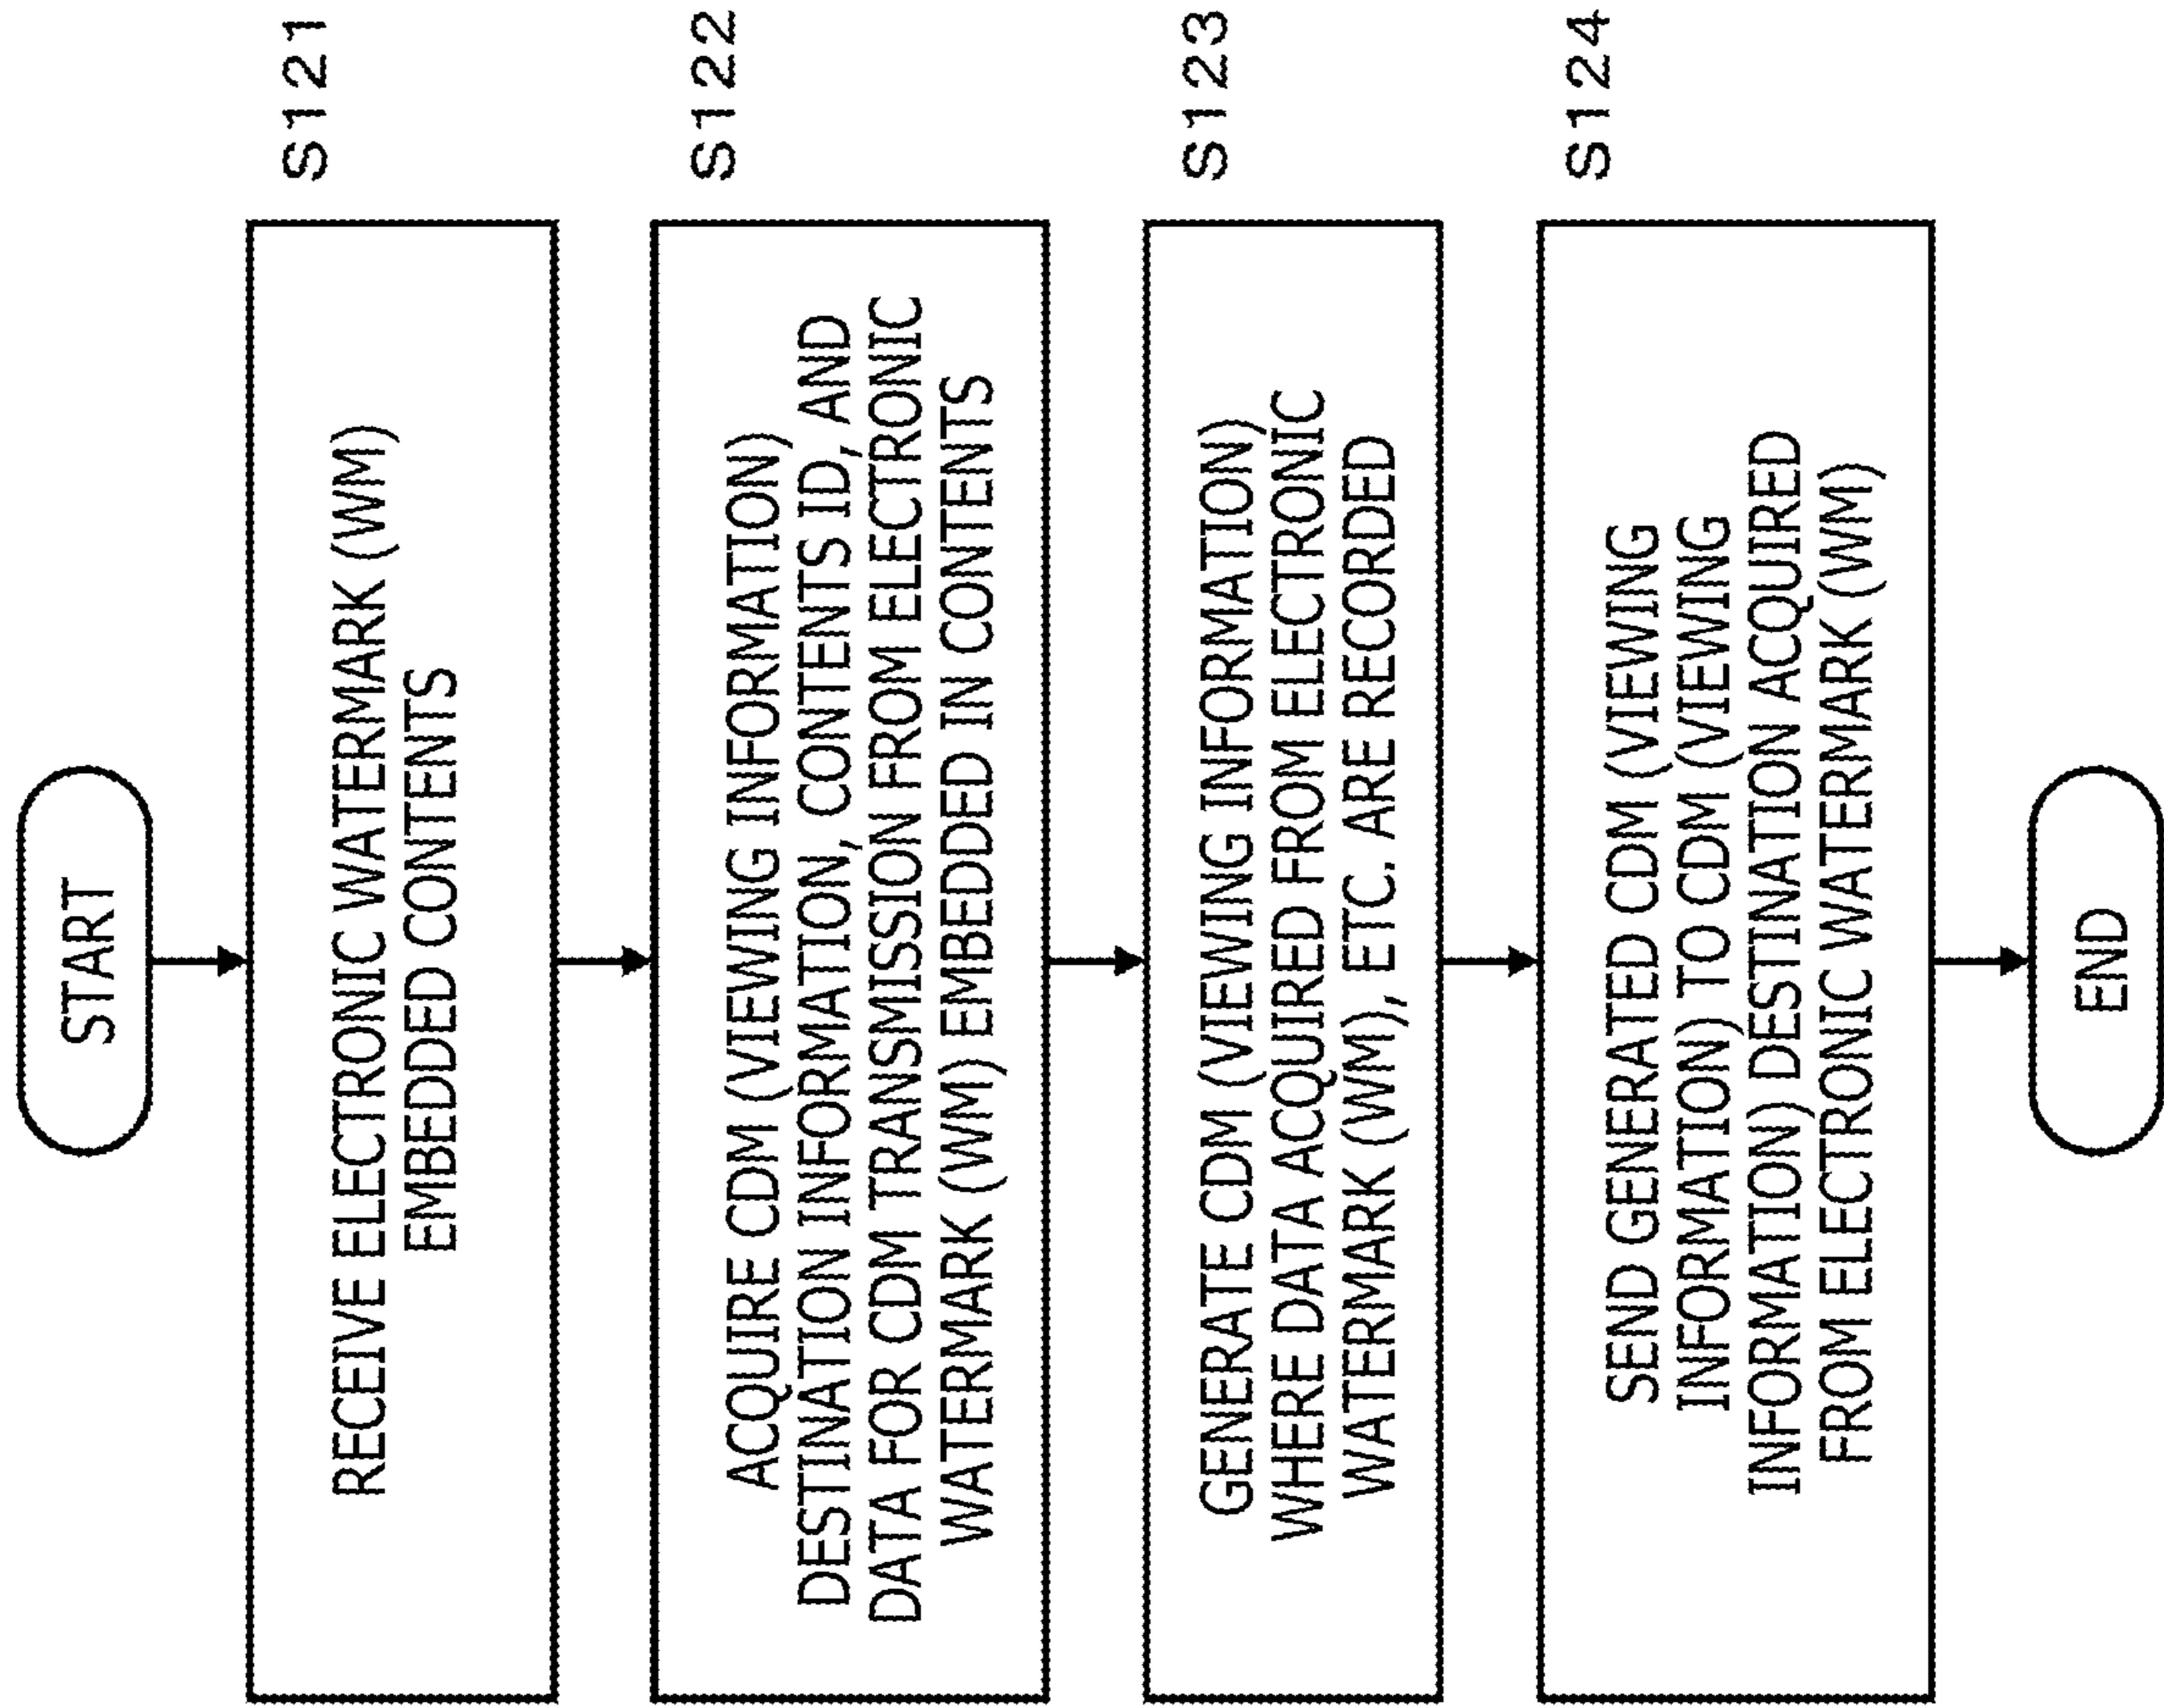 START
S121
RECEIVE ELECTRONIC WATERMARK (WM)
EMBEDDED CONTENTS
S122
ACQUIRE CDM (VIEWING INFORMATION)
DESTINATION INFORMATION, CONTENTS ID, AND
DATA FOR CDM TRANSMISSION FROM ELECTRONIC
WATERMARK (WM) EMBEDDED IN CONTENTS
S123
GENERATE CDM (VIEWING INFORMATION)
WHERE DATA ACQUIRED FROM ELECTRONIC
WATERMARK (WM), ETC. ARE RECORDED
S124
SEND GENERATED CDM (VIEWING
INFORMATION) TO CDM (VIEWING
INFORMATION) DESTINATION ACQUIRED
FROM ELECTRONIC WATERMARK (WM)
END